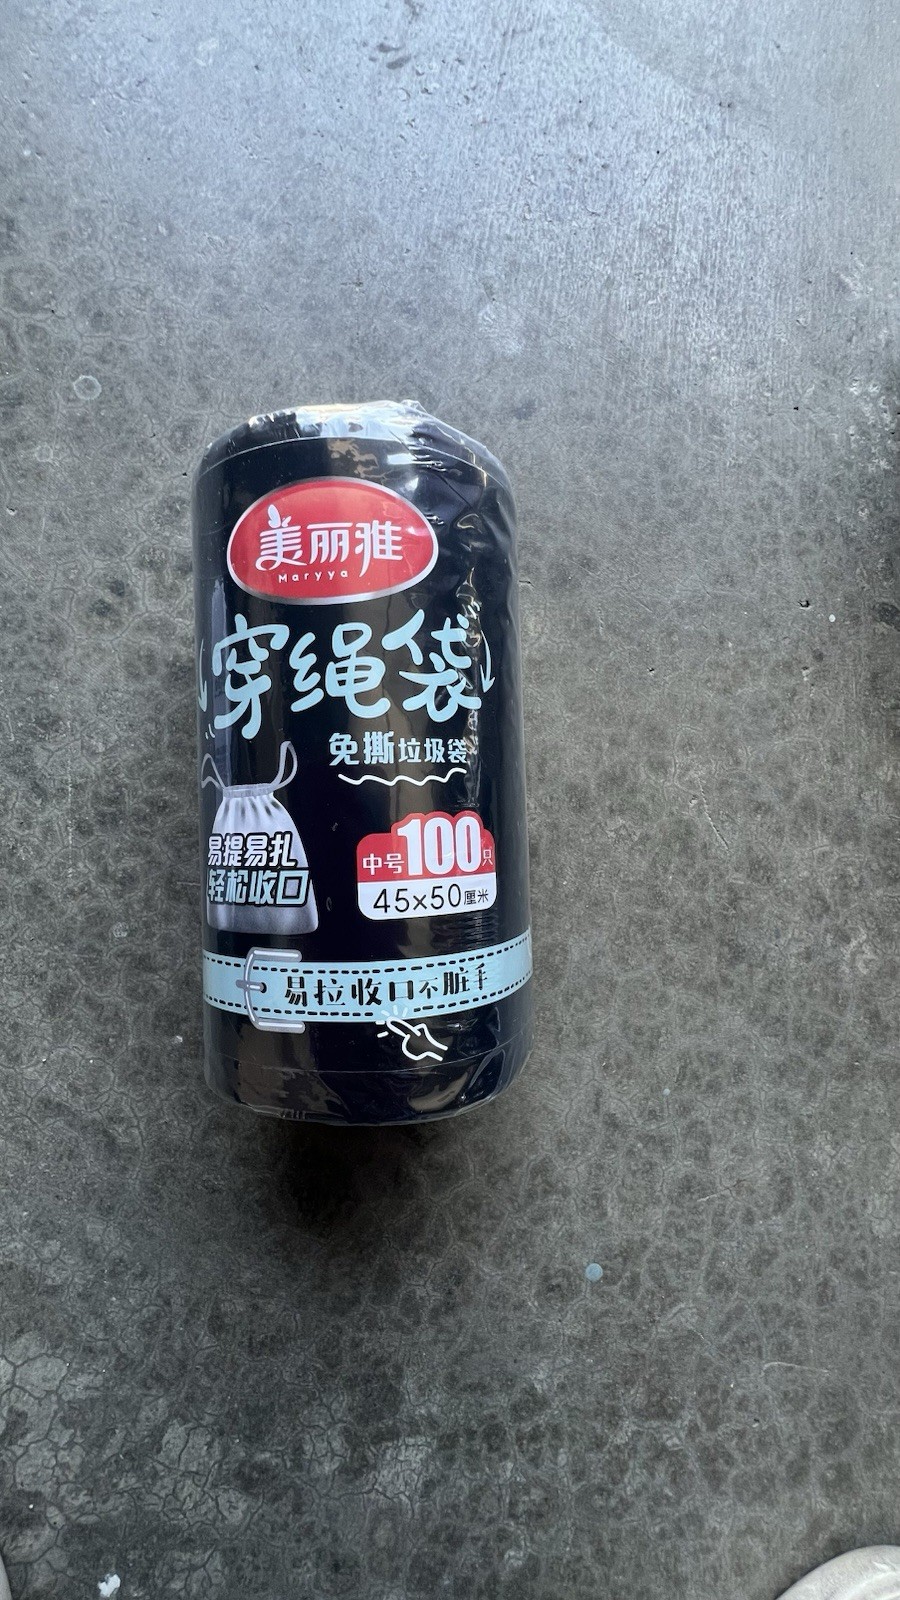 美丽雅
Maryya
穿绳袋
免撕垃圾袋
易提易扎
轻松收口
中号100只
45×50厘米
易拉收口不脏手